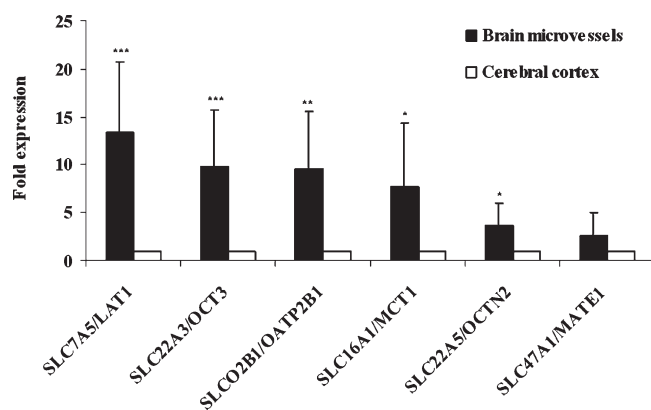 Fold expression
25
20
15
10
5
0
***
***
**
*
*
Brain microvessels
Cerebral cortex
SLC7A5/LAT1
SLC22A3/OCT3
SLCO2B1/OATP2B1
SLC16A1/MCT1
SLC22A5/OCTN2
SLC47A1/MATE1